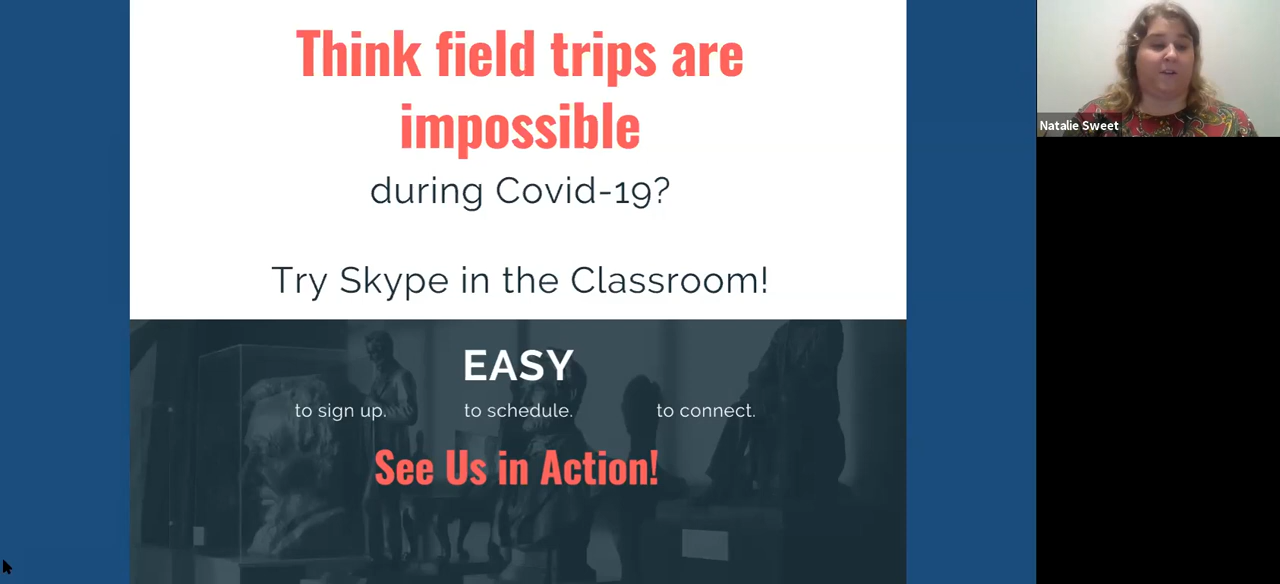 Think field trips are
impossible
during Covid-19?
Try Skype in the Classroom!
EASY
to sign up. to schedule. to connect.
See Us in Action!
Natalie Sweet